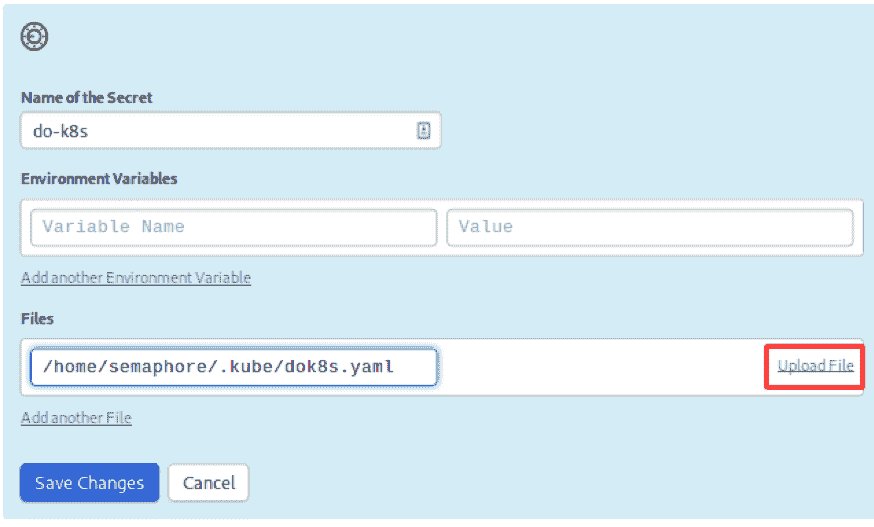 Name of the Secret
do-k8s
Environment Variables
Variable Name Value
Add another Environment Variable
Files
/home/semaphore/.kube/dok8s.yaml Upload File
Add another File
Save Changes Cancel